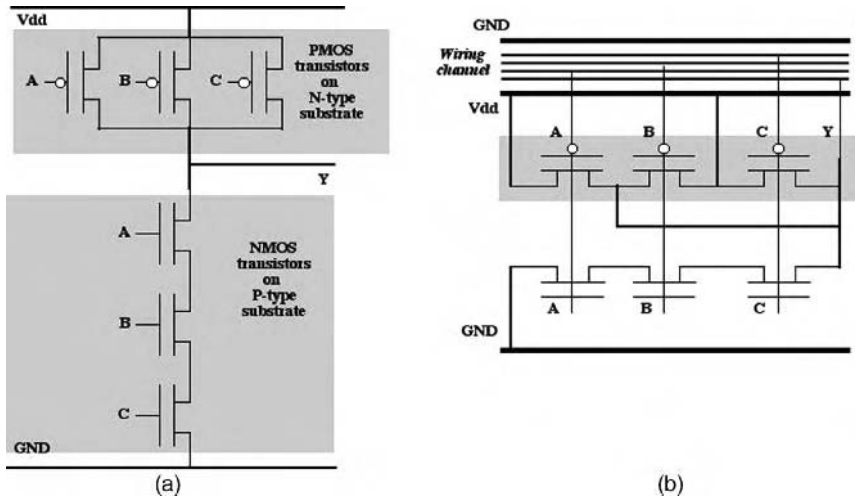 Vdd
PMOS
transistors
on
N-type
substrate
A
B
C
Y
A
NMOS
transistors
on
P-type
substrate
B
C
GND
(a)
GND
Wiring
channel
Vdd
A
B
C
Y
A
B
C
GND
(b)